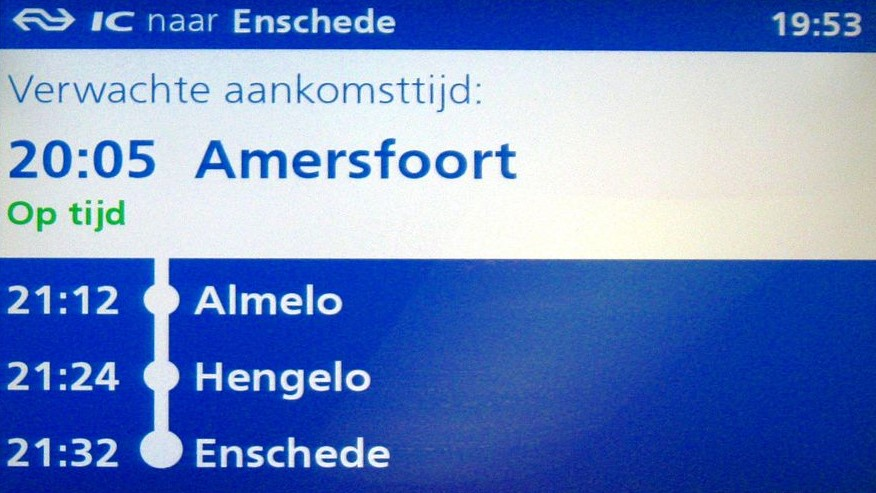 IC naar Enschede 19:53
Verwachte aankomsttijd:
20:05 Amersfoort
Op tijd
21:12 Almelo
21:24 Hengelo
21:32 Enschede